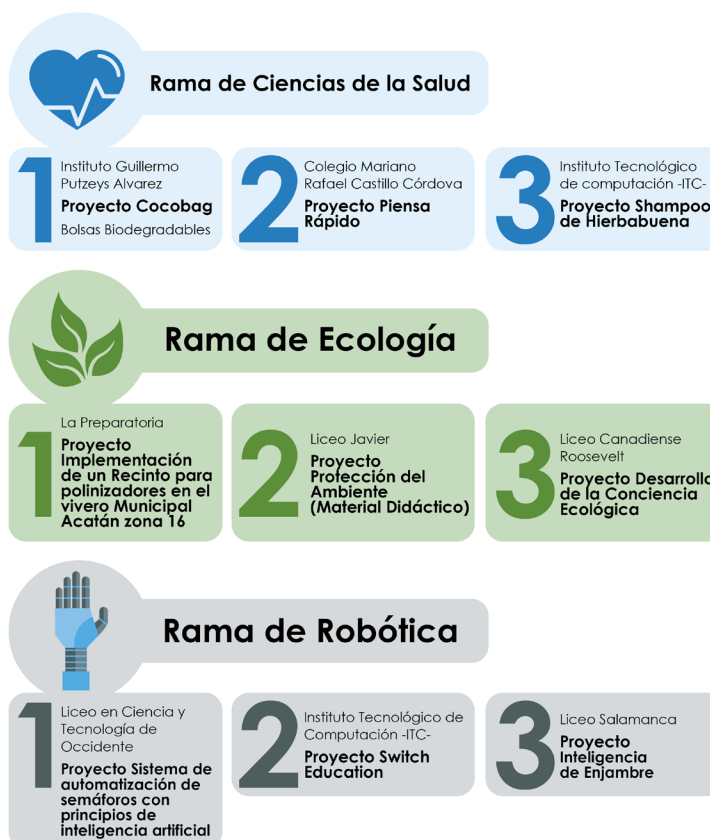 Rama de Ciencias de la Salud
1
Instituto Guillermo
Putzeys Alvarez
Proyecto Cocobag
Bolsas Biodegradables
2
Colegio Mariano
Rafael Castillo Córdova
Proyecto Piensa
Rápido
3
Instituto Tecnológico
de computación -ITC-
Proyecto Shampoo
de Hierbabuena
Rama de Ecología
1
La Preparatoria
Proyecto
Implementación
de un Recinto para
polinizadores en el
vivero Municipal
Acatán zona 16
2
Liceo Javier
Proyecto
Protección del
Ambiente
(Material Didáctico)
3
Liceo Canadiense
Roosevelt
Proyecto Desarrollo
de la Conciencia
Ecológica
Rama de Robótica
1
Liceo en Ciencia y
Tecnología de
Occidente
Proyecto Sistema de
automatización de
semáforos con
principios de
inteligencia artificial
2
Instituto Tecnológico de
Computación -ITC-
Proyecto Switch
Education
3
Liceo Salamanca
Proyecto
Inteligencia
de Enjambre